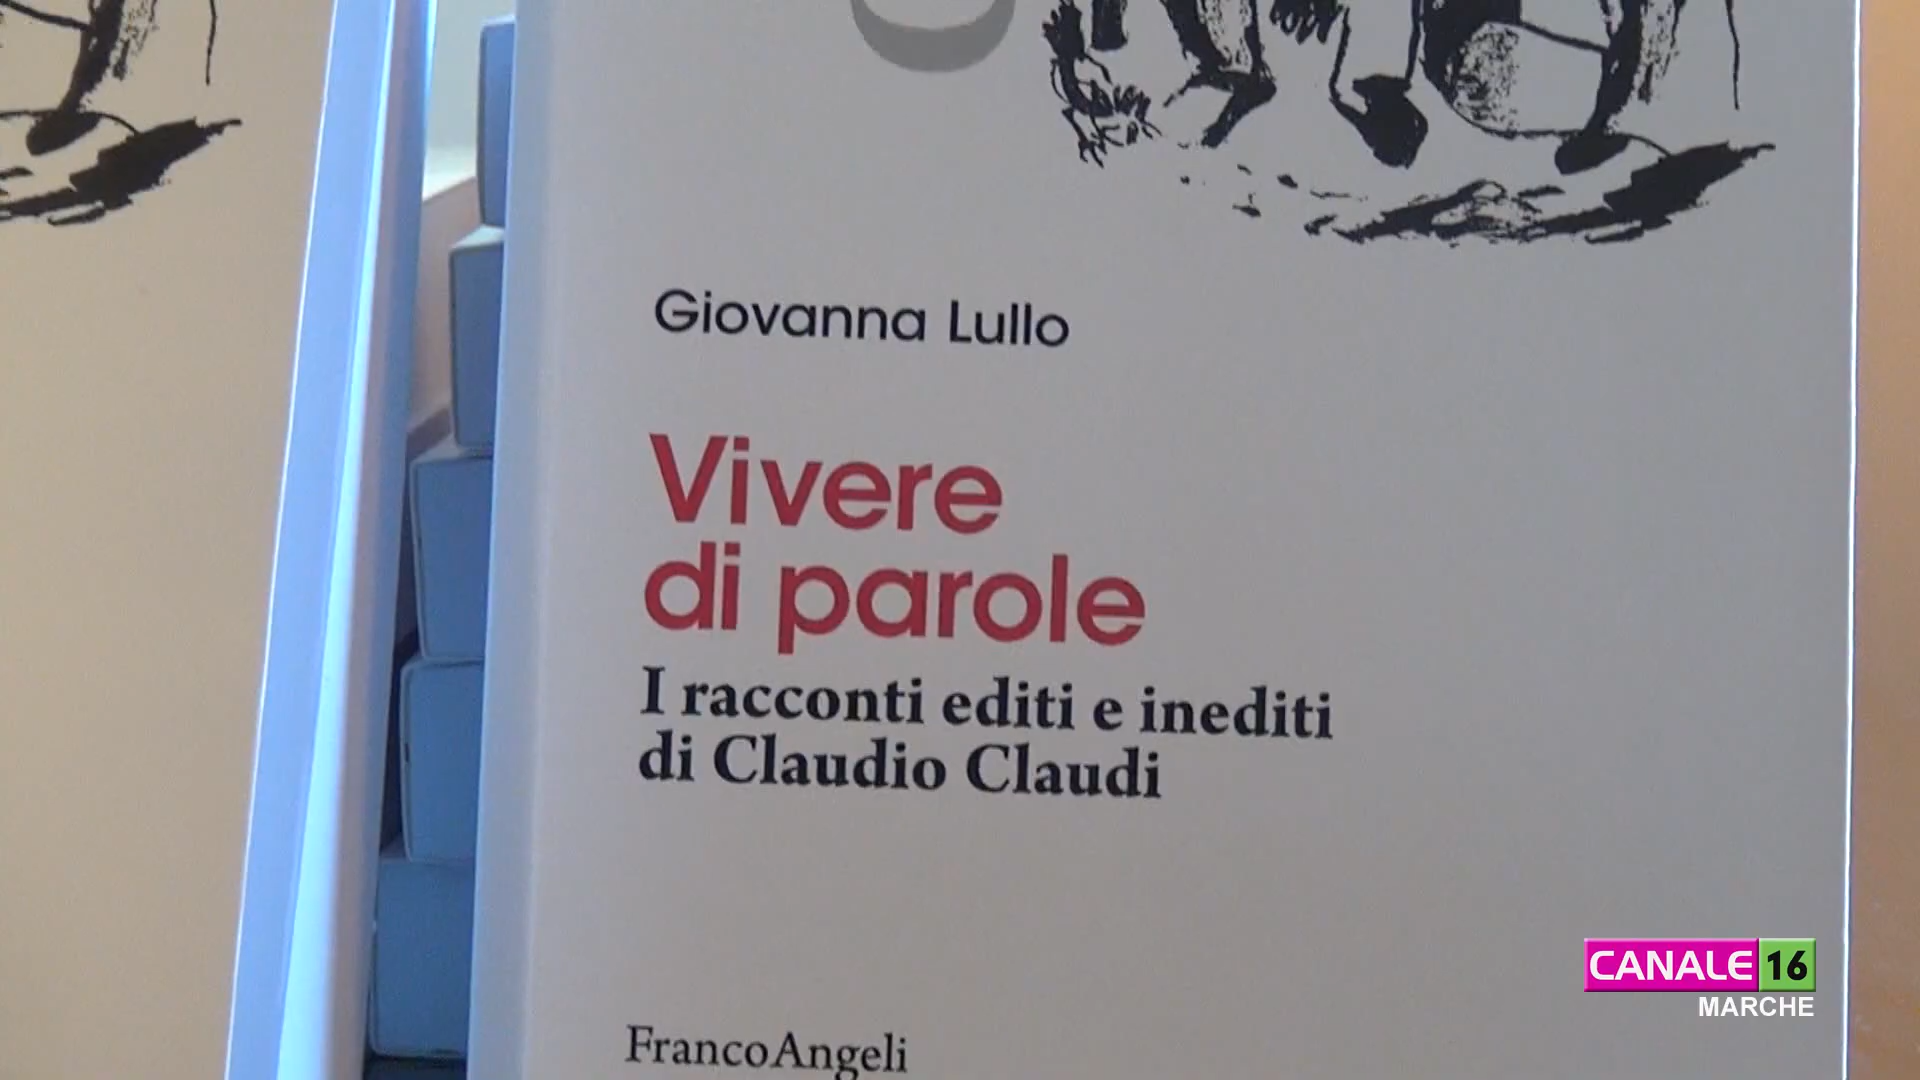 Giovanna Lullo
Vivere
di parole
I racconti editi e inediti
di Claudio Claudi
FrancoAngeli
CANALE 16
MARCHE